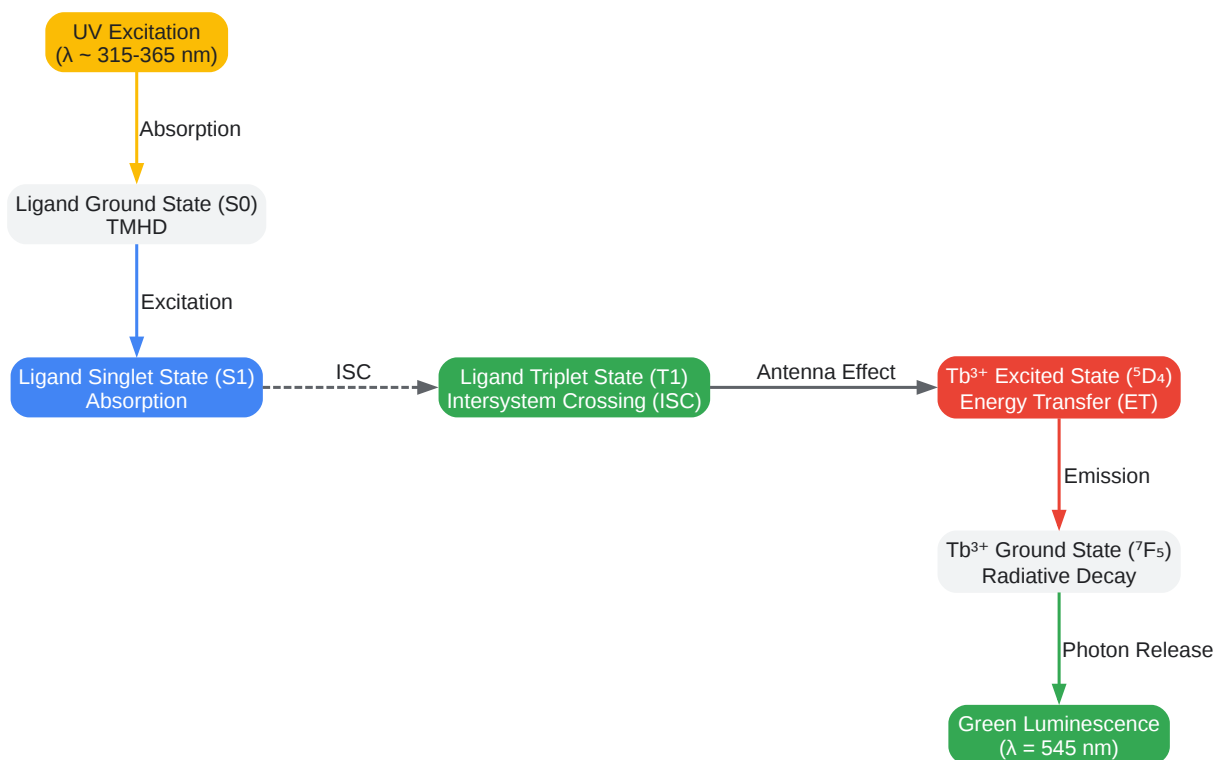 UV Excitation
(λ ~ 315-365 nm)
Absorption
Ligand Ground State (S0)
TMHD
Excitation
Ligand Singlet State (S1)
Absorption
ISC
Ligand Triplet State (T1)
Intersystem Crossing (ISC)
Antenna Effect
Tb³⁺ Excited State (⁵D₄)
Energy Transfer (ET)
Emission
Tb³⁺ Ground State (⁷F₅)
Radiative Decay
Photon Release
Green Luminescence
(λ = 545 nm)